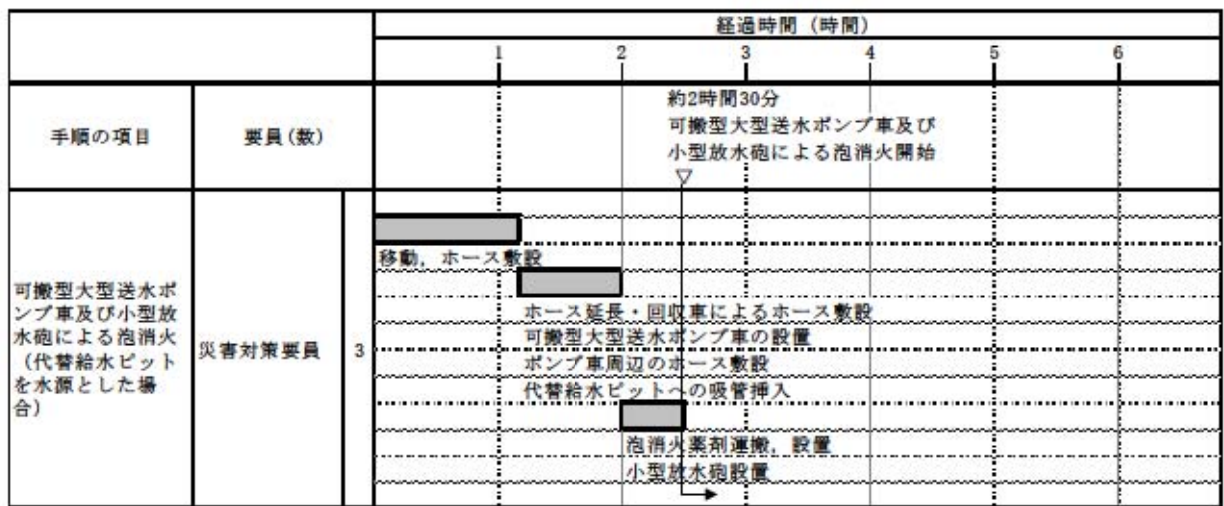 経過時間（時間）
1 2 3 4 5 6
手順の項目 要員(数)
約2時間30分
可搬型大型送水ポンプ車及び
小型放水砲による泡消火開始
▽
可搬型大型送水ポ
ンプ車及び小型放
水砲による泡消火
（代替給水ピット
を水源とした場
合）
災害対策要員 3
移動，ホース敷設
ホース延長・回収車によるホース敷設
可搬型大型送水ポンプ車の設置
ポンプ車周辺のホース敷設
代替給水ピットへの吸管挿入
泡消火薬剤運搬，設置
小型放水砲設置